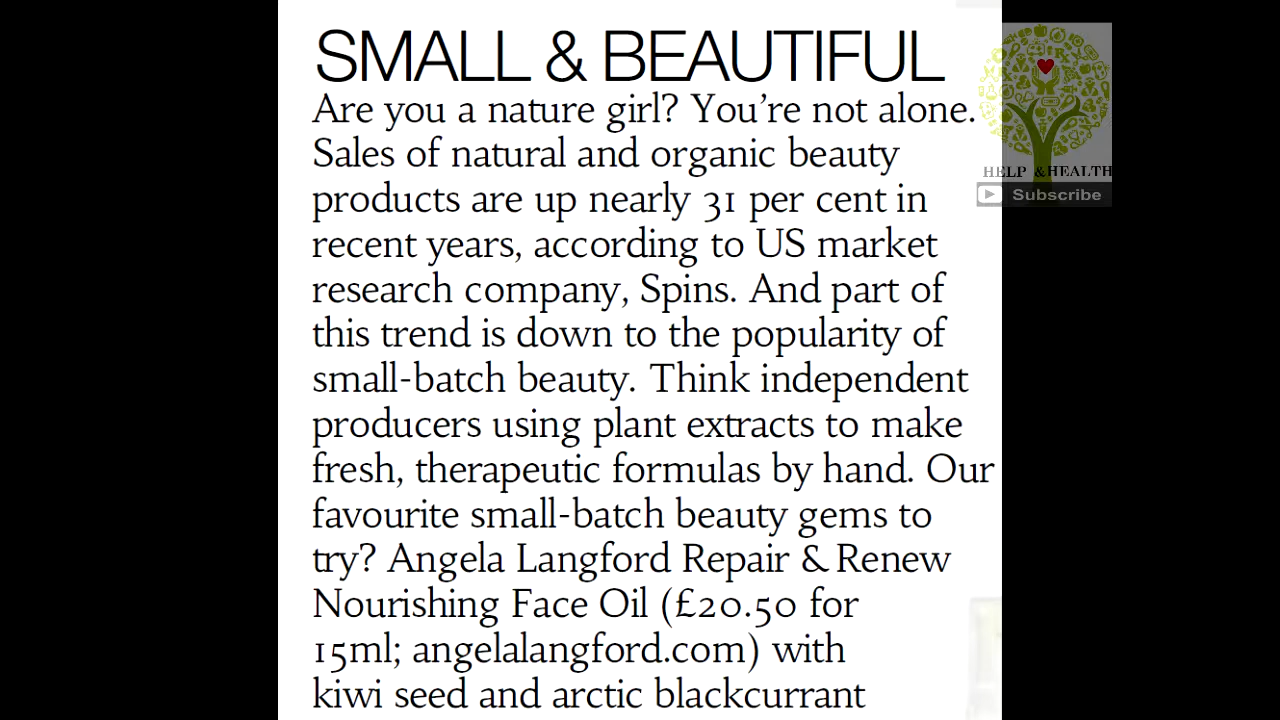 SMALL & BEAUTIFUL
Are you a nature girl? You’re not alone.
Sales of natural and organic beauty
products are up nearly 31 per cent in
recent years, according to US market
research company, Spins. And part of
this trend is down to the popularity of
small-batch beauty. Think independent
producers using plant extracts to make
fresh, therapeutic formulas by hand. Our
favourite small-batch beauty gems to
try? Angela Langford Repair & Renew
Nourishing Face Oil (£20.50 for
15ml; angelalangford.com) with
kiwi seed and arctic blackcurrant
HELP & HEALTH
Subscribe